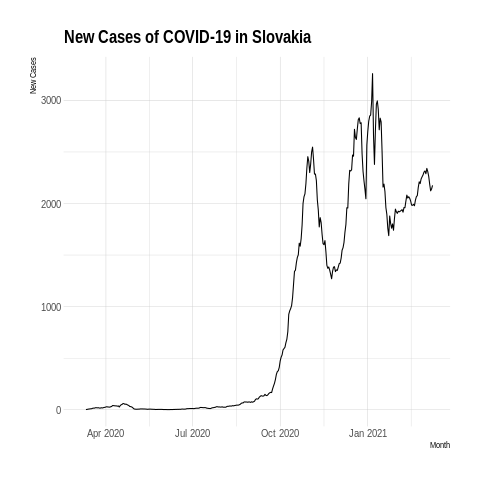 New Cases of COVID-19 in Slovakia
New Cases
3000
2000
1000
0
Apr 2020 Jul 2020 Oct 2020 Jan 2021
Month